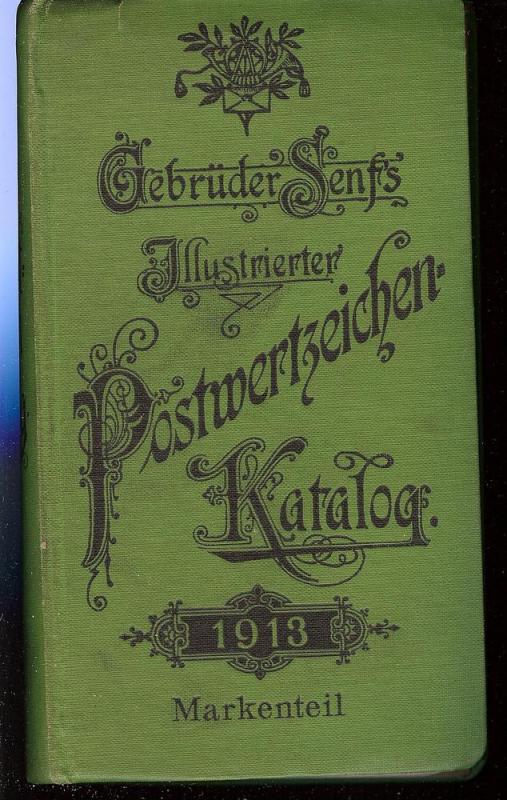 Gebrüder Senf's
Illustrierter
Postwertzeichen-
Katalog.
1913
Markenteil